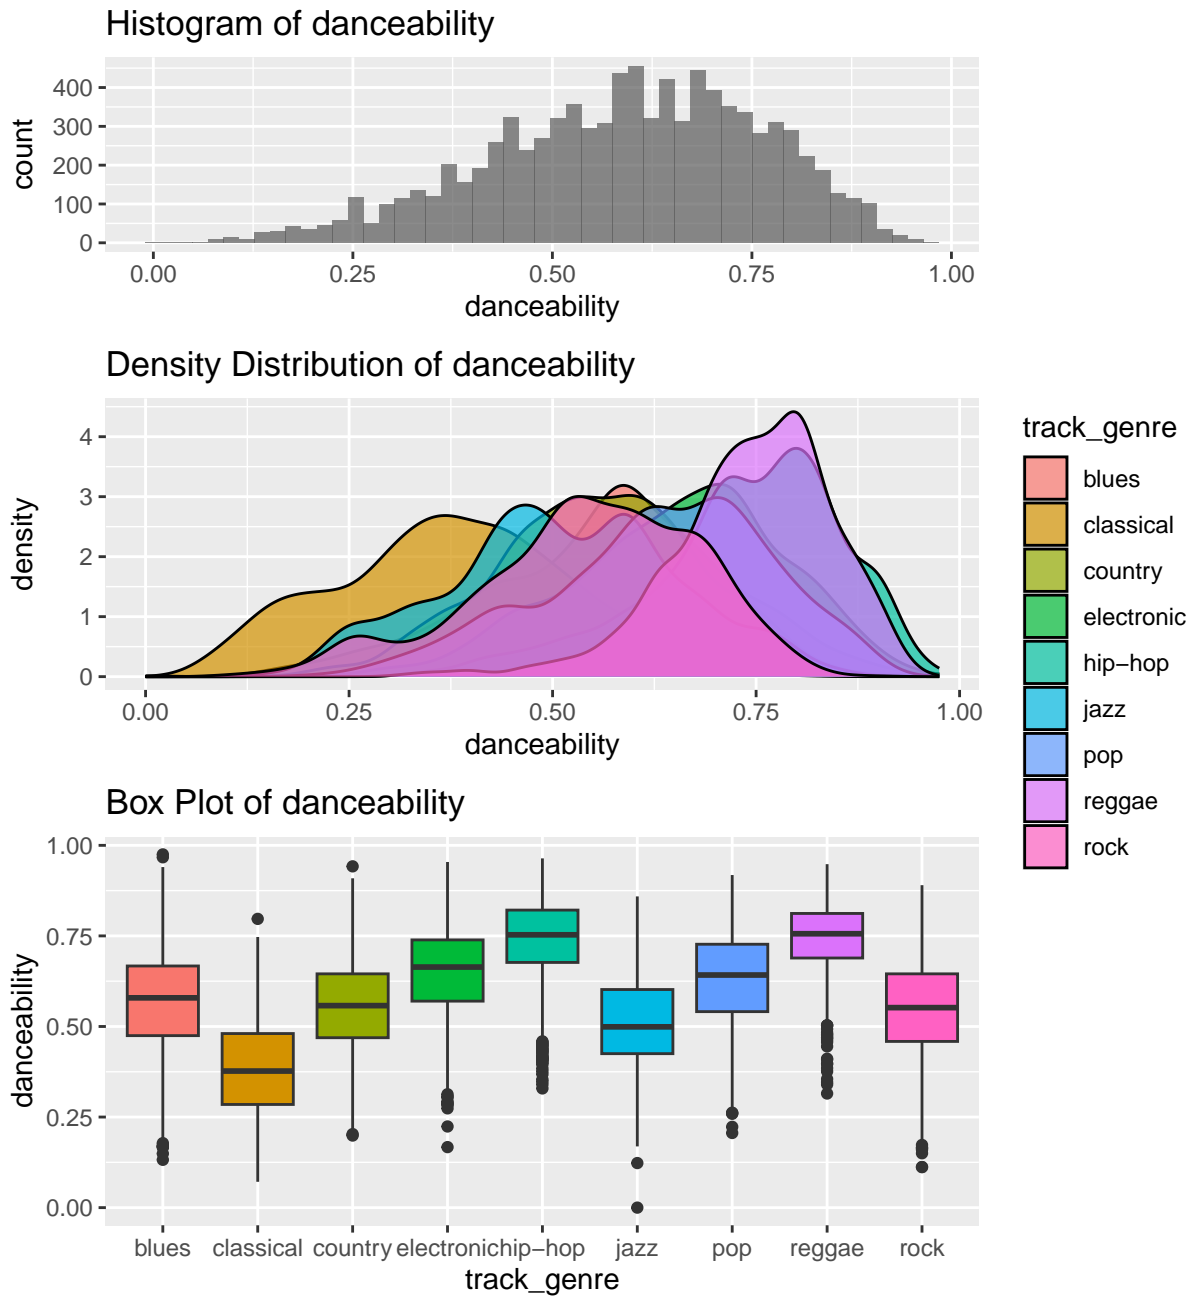 Histogram of danceability
400
300
200
100
0
count
0.00 0.25 0.50 0.75 1.00
danceability
Density Distribution of danceability
4
3
2
1
0
density
0.00 0.25 0.50 0.75 1.00
danceability
track_genre
blues
classical
country
electronic
hip−hop
jazz
pop
reggae
rock
Box Plot of danceability
1.00
0.75
0.50
0.25
0.00
danceability
blues classical country electronic hip−hop jazz pop reggae rock
track_genre